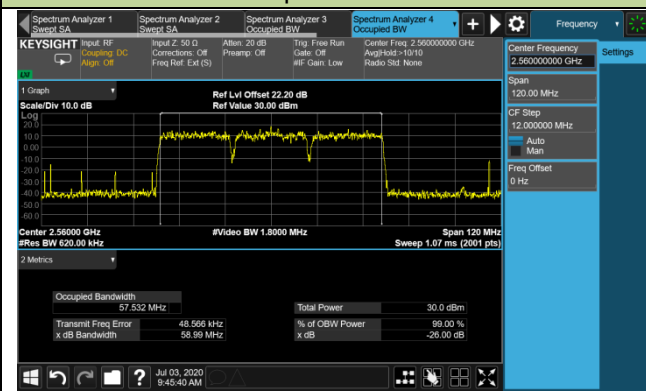 Spectrum Analyzer 1 Spectrum Analyzer 2 Spectrum Analyzer 3 Spectrum Analyzer 4 Frequency
Swept SA Swept SA Occupied BW Occupied BW
KEYSIGHT Input: RF Input Z: 50 Ω Atten: 20 dB Trig: Free Run Center Freq: 2.560000000 GHz
Coupling: DC Corrections: Off Preamp: Off Gate: Off Avg|Hold:>10/10
Align: Off Freq Ref: Ext (S) #IF Gain: Low Radio Std: None
LXI
Center Frequency
2.560000000 GHz
Settings
Span
120.00 MHz
CF Step
12.000000 MHz
Auto
Man
Freq Offset
0 Hz
1 Graph Ref Lvl Offset 22.20 dB
Scale/Div 10.0 dB Ref Value 30.00 dBm
Log
20.0
10.0
0.00
-10.0
-20.0
-30.0
-40.0
-50.0
-60.0
Center 2.56000 GHz #Video BW 1.8000 MHz Span 120 MHz
#Res BW 620.00 kHz Sweep 1.07 ms (2001 pts)
2 Metrics
Occupied Bandwidth
57.532 MHz Total Power 30.0 dBm
Transmit Freq Error 48.566 kHz % of OBW Power 99.00 %
x dB Bandwidth 58.99 MHz x dB -26.00 dB
? Jul 03, 2020
9:45:40 AM